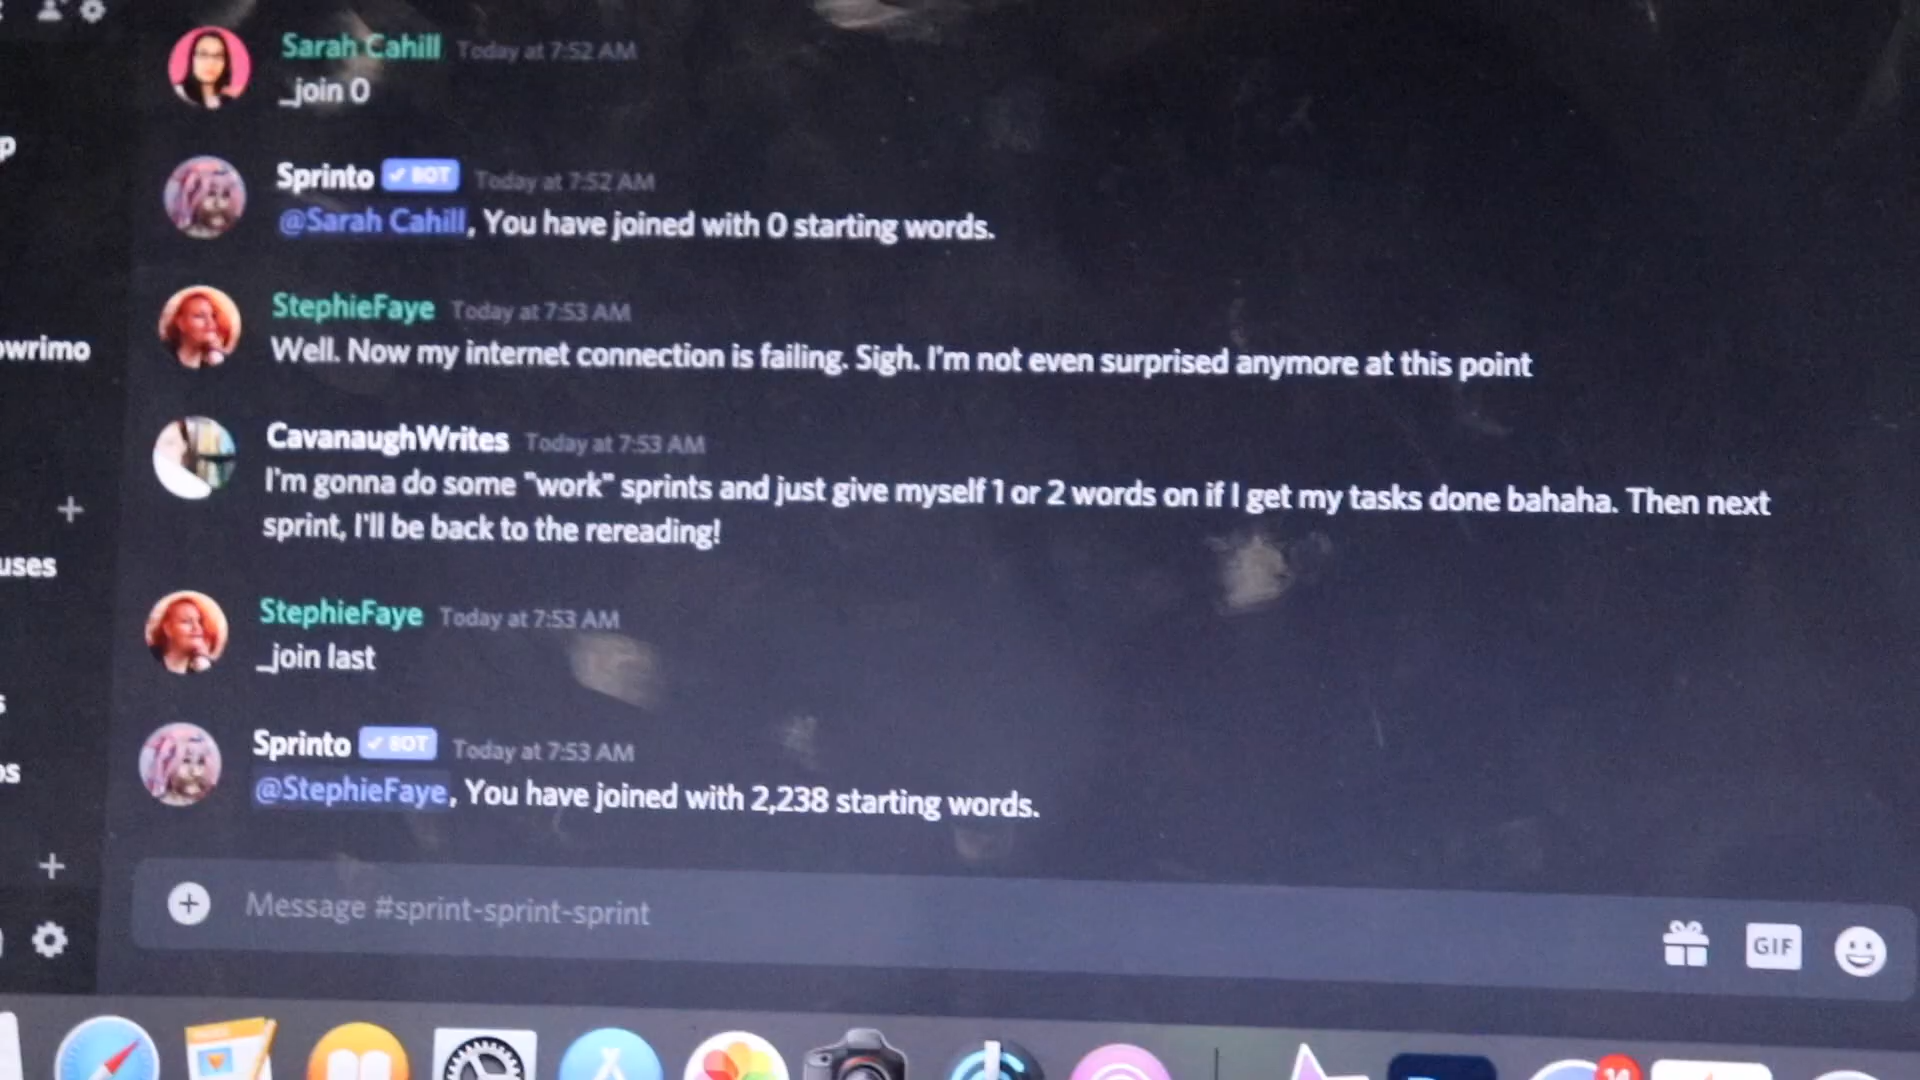 Sarah Cahill Today at 7:52 AM
_join 0
p
Sprinto BOT Today at 7:52 AM
@Sarah Cahill, You have joined with 0 starting words.
StephieFaye Today at 7:53 AM
owrimo
Well. Now my internet connection is failing. Sigh. I'm not even surprised anymore at this point
CavanaughWrites Today at 7:53 AM
I'm gonna do some "work" sprints and just give myself 1 or 2 words on if I get my tasks done bahaha. Then next
sprint, I'll be back to the rereading!
uses
StephieFaye Today at 7:53 AM
_join last
s
Sprinto BOT Today at 7:53 AM
os
@StephieFaye, You have joined with 2,238 starting words.
Message #sprint-sprint-sprint
GIF